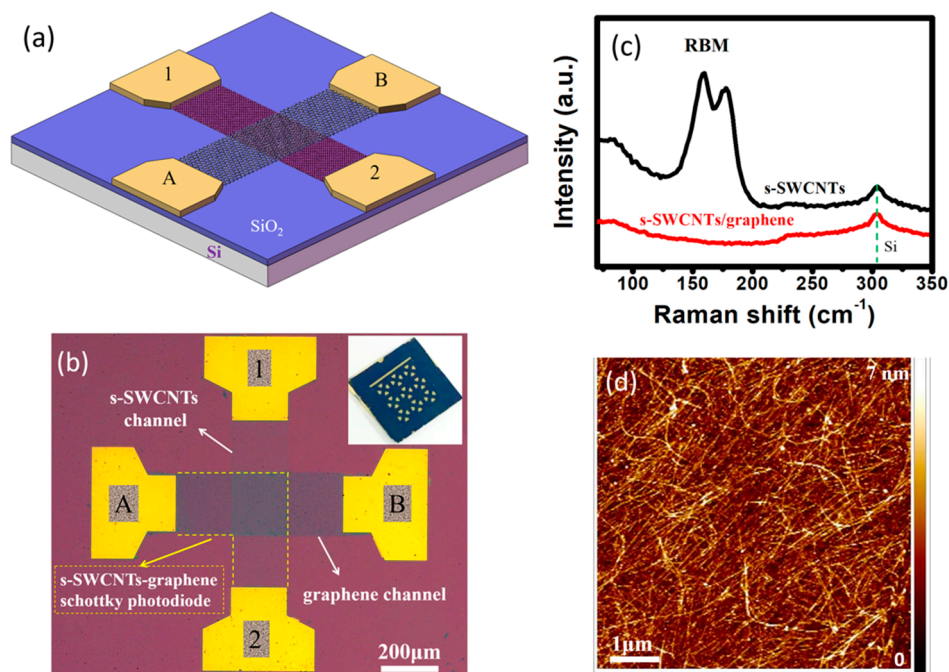 (a)
1
B
A
2
SiO2
Si
(b)
1
s-SWCNTs
channel
A
B
s-SWCNTs-graphene
schottky photodiode
graphene channel
2
200μm
(c)
RBM
Intensity (a.u.)
s-SWCNTs
s-SWCNTs/graphene
Si
100 150 200 250 300 350
Raman shift (cm-1)
(d)
7 nm
1μm
0